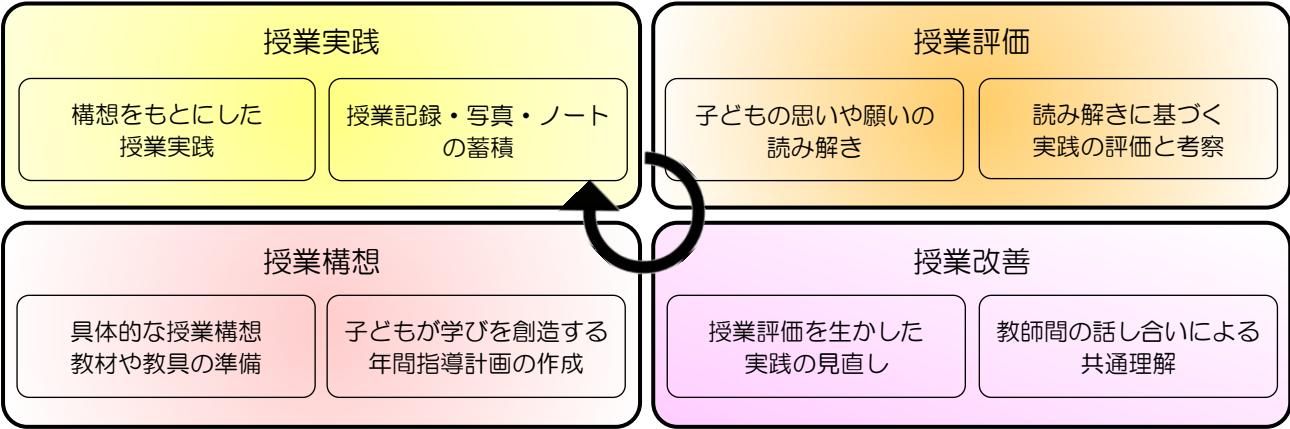 授業実践
構想をもとにした
授業実践
授業記録・写真・ノート
の蓄積
授業評価
子どもの思いや願いの
読み解き
読み解きに基づく
実践の評価と考察
授業構想
具体的な授業構想
教材や教具の準備
子どもが学びを創造する
年間指導計画の作成
授業改善
授業評価を生かした
実践の見直し
教師間の話し合いによる
共通理解